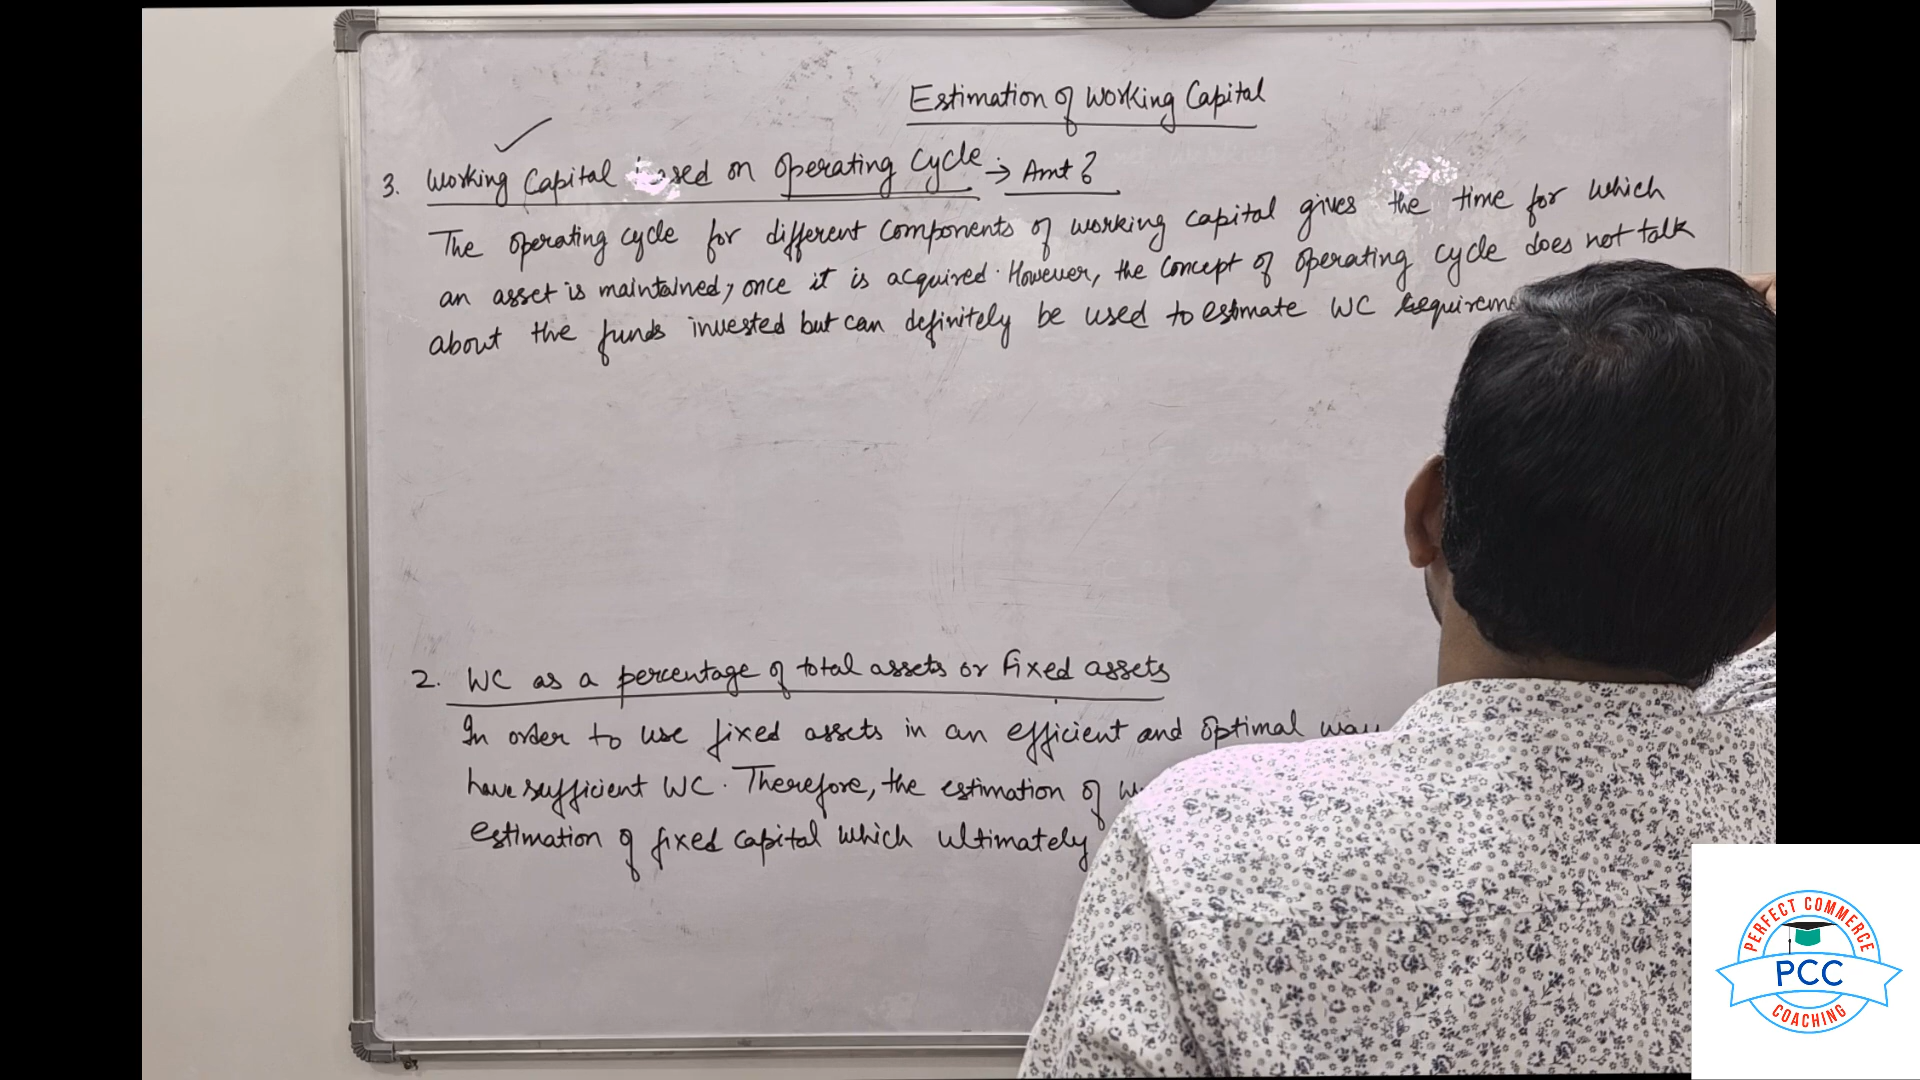 Estimation of Working Capital
3. Working Capital based on operating cycle. → Amt ?
The operating cycle for different components of working capital gives the time for which
an asset is maintained, once it is acquired. However, the concept of operating cycle does not talk
about the funds invested but can definitely be used to estimate WC
2. WC as a percentage of total assets or fixed assets
In order to use fixed assets in an efficient and optimal way
have sufficient WC. Therefore, the estimation of
estimation of fixed capital which ultimately
PERFECT COMMERCE
PCC
COACHING